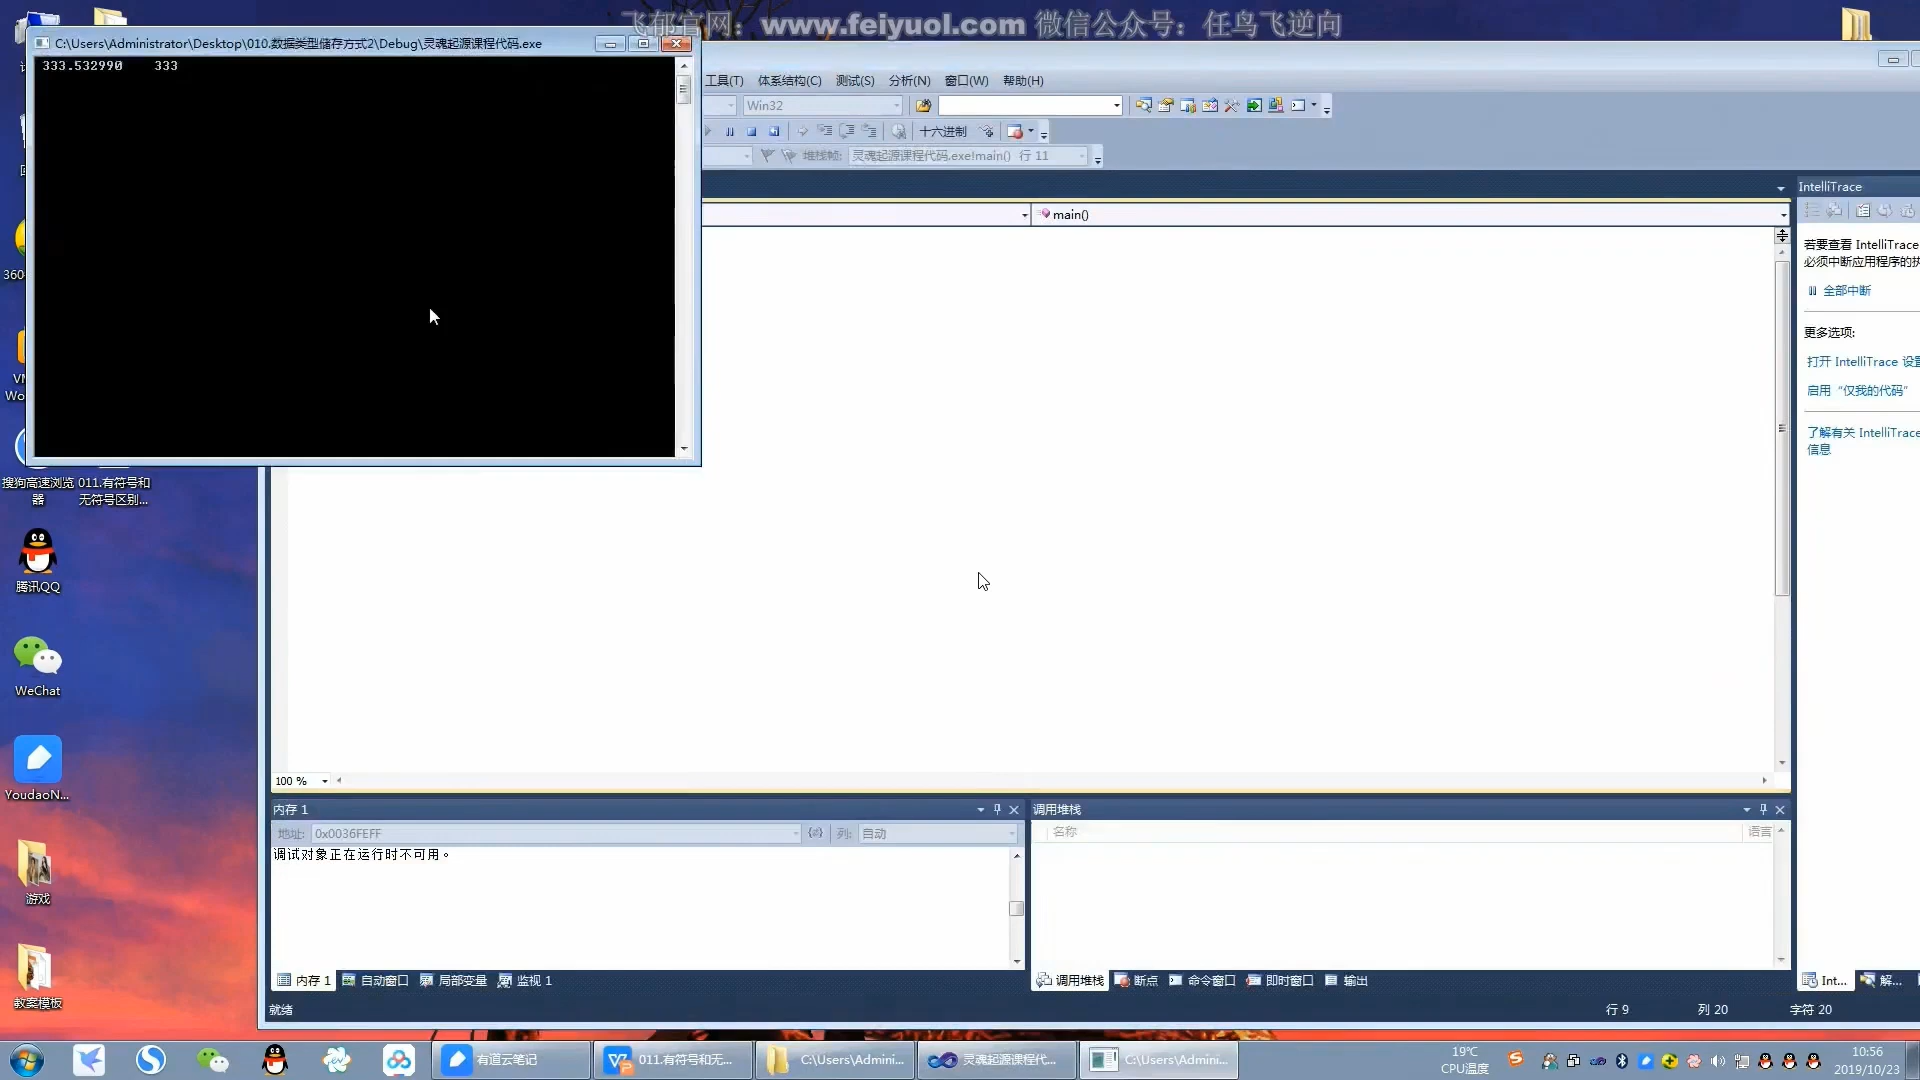 飞郁官网：www.feiyuol.com 微信公众号：任鸟飞逆向
C:\Users\Administrator\Desktop\010.数据类型储存方式2\Debug\灵魂起源课程代码.exe
333.532990    333
工具(T) 体系结构(C) 测试(S) 分析(N) 窗口(W) 帮助(H)
Win32
十六进制
堆栈帧: 灵魂起源课程代码.exe!main() 行 11
main()
IntelliTrace
若要查看 IntelliTrace
必须中断应用程序的执
全部中断
更多选项:
打开 IntelliTrace 设置
启用“仅我的代码”
了解有关 IntelliTrace
信息
360
VM
Wo
搜狗高速浏览器
011.有符号和无符号区别...
腾讯QQ
WeChat
YoudaoN...
游戏
教案模板
100 %
内存 1
地址: 0x0036FEFF
列: 自动
调试对象正在运行时不可用。
调用堆栈
名称
语言
内存 1 自动窗口 局部变量 监视 1
调用堆栈 断点 命令窗口 即时窗口 输出
Int... 解...
就绪
行 9
列 20
字符 20
有道云笔记
011.有符号和无...
C:\Users\Admini...
灵魂起源课程代...
C:\Users\Admini...
19℃
CPU温度
10:56
2019/10/23